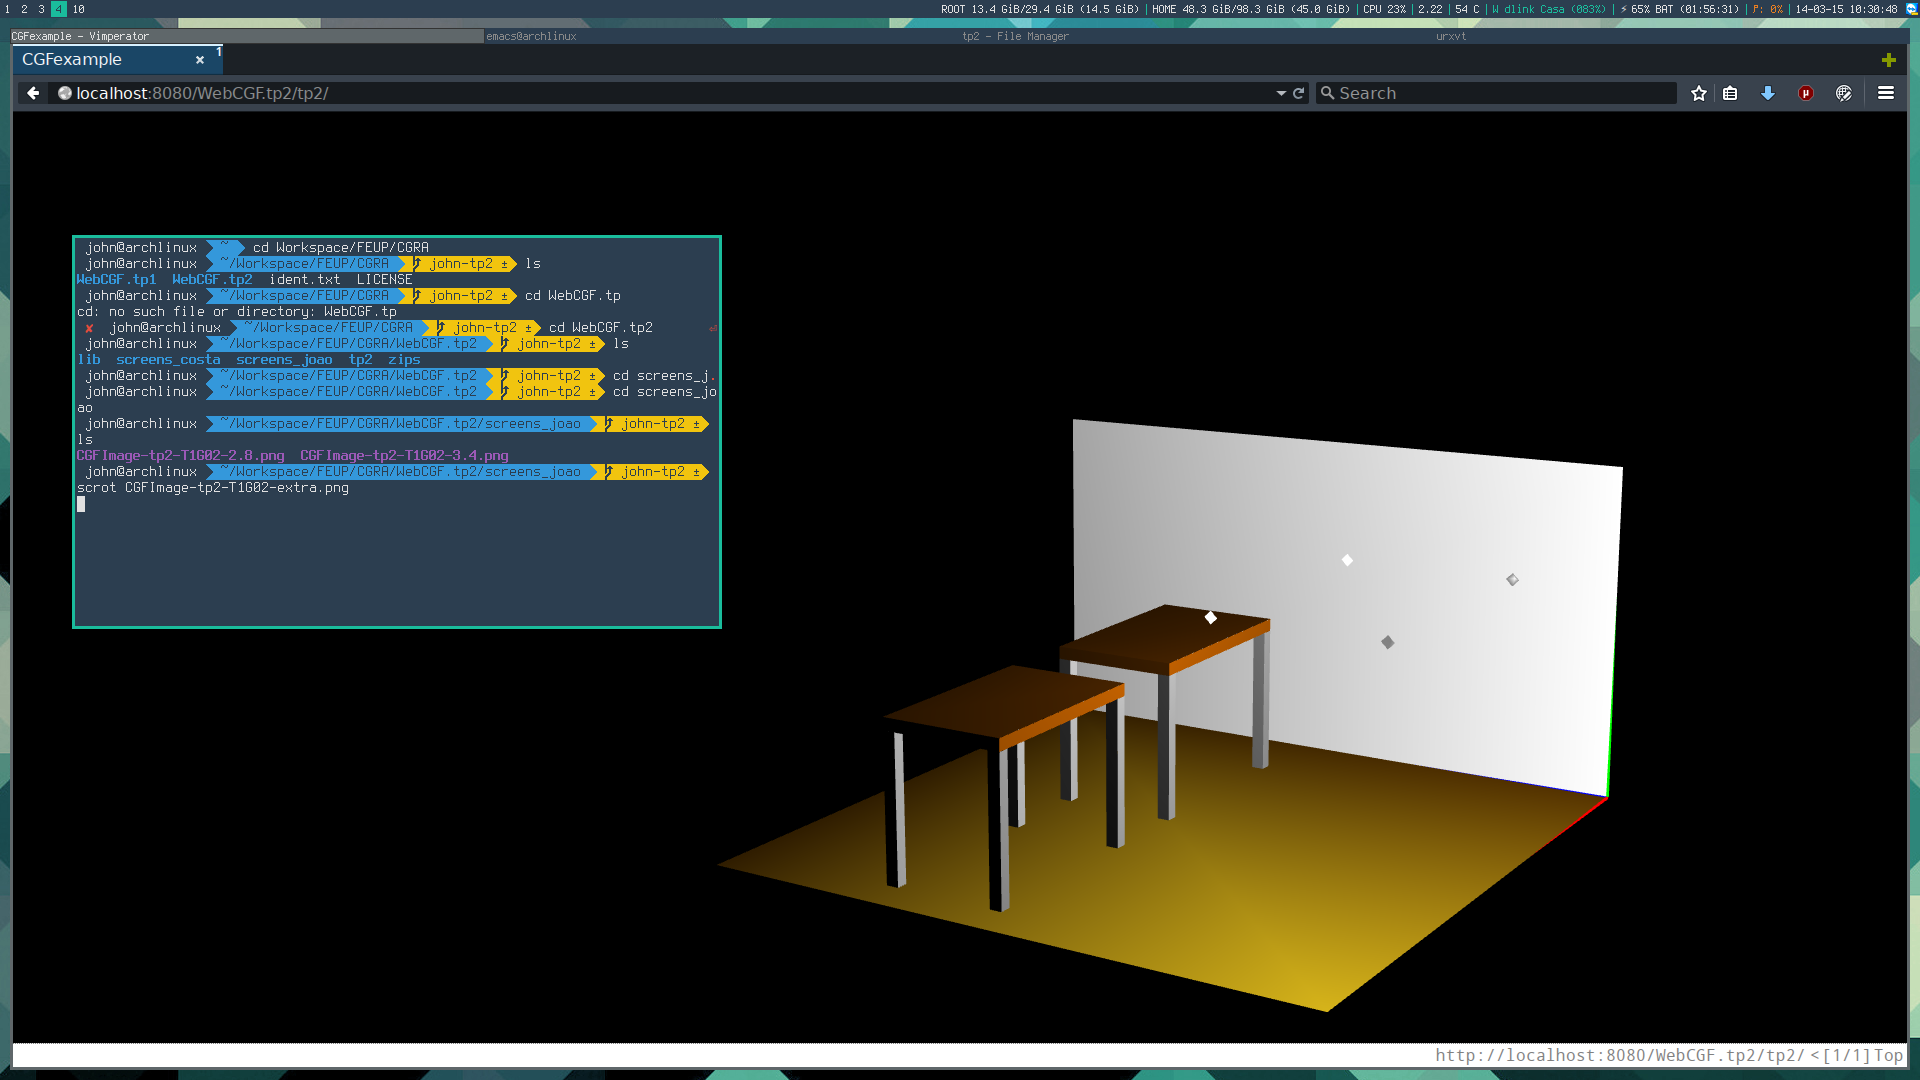 1 2 3 4 10
ROOT 13.4 GiB/29.4 GiB (14.5 GiB) | HOME 48.3 GiB/98.3 GiB (45.0 GiB) | CPU 23% | 2.22 | 54 C | W dlink Casa (083%) | ⚡ 65% BAT (01:56:31) | P: 0% | 14-03-15 10:30:48
CGFexample - Vimperator
emacs@archlinux
tp2 - File Manager
urxvt
CGFexample × 1
localhost:8080/WebCGF.tp2/tp2/
Search
john@archlinux ~ cd Workspace/FEUP/CGRA
john@archlinux ~/Workspace/FEUP/CGRA john-tp2 ± ls
WebCGF.tp1 WebCGF.tp2 ident.txt LICENSE
john@archlinux ~/Workspace/FEUP/CGRA john-tp2 ± cd WebCGF.tp
cd: no such file or directory: WebCGF.tp
✘ john@archlinux ~/Workspace/FEUP/CGRA john-tp2 ± cd WebCGF.tp2
john@archlinux ~/Workspace/FEUP/CGRA/WebCGF.tp2 john-tp2 ± ls
lib screens_costa screens_joao tp2 zips
john@archlinux ~/Workspace/FEUP/CGRA/WebCGF.tp2 john-tp2 ± cd screens_j.
john@archlinux ~/Workspace/FEUP/CGRA/WebCGF.tp2 john-tp2 ± cd screens_jo
ao
john@archlinux ~/Workspace/FEUP/CGRA/WebCGF.tp2/screens_joao john-tp2 ±
ls
CGFImage-tp2-T1G02-2.8.png CGFImage-tp2-T1G02-3.4.png
john@archlinux ~/Workspace/FEUP/CGRA/WebCGF.tp2/screens_joao john-tp2 ±
scrot CGFImage-tp2-T1G02-extra.png
http://localhost:8080/WebCGF.tp2/tp2/ <[1/1] Top